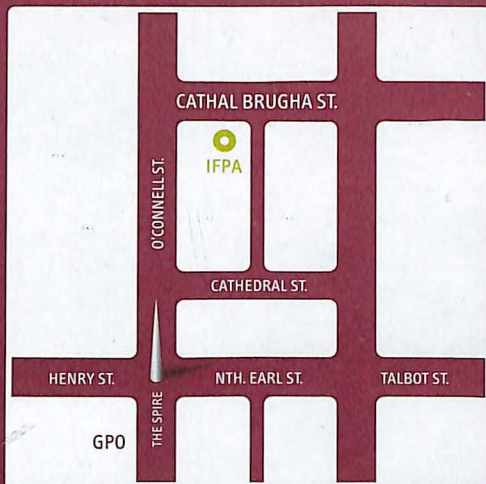 CATHAL BRUGHA ST.
IFPA
O'CONNELL ST.
CATHEDRAL ST.
HENRY ST.
THE SPIRE
NTH. EARL ST.
TALBOT ST.
GPO